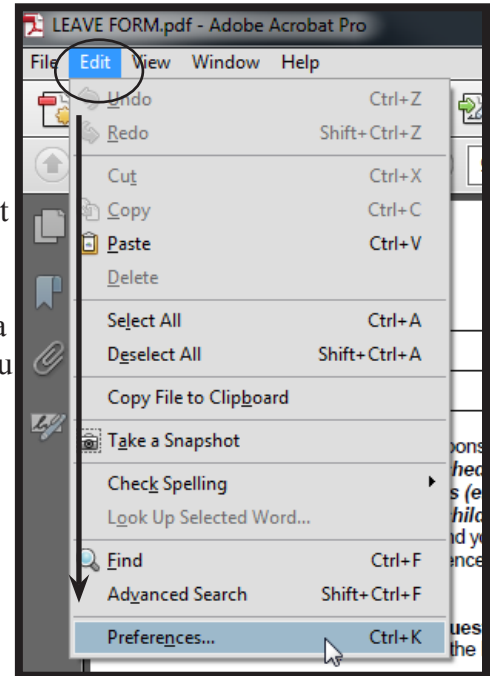 LEAVE FORM.pdf - Adobe Acrobat Pro
File Edit View Window Help
Undo Ctrl+Z
Redo Shift+Ctrl+Z
Cut Ctrl+X
t
Copy Ctrl+C
Paste Ctrl+V
Delete
a
Select All Ctrl+A
u
Deselect All Shift+Ctrl+A
Copy File to Clipboard
Take a Snapshot
Check Spelling
Look Up Selected Word...
Find Ctrl+F
Advanced Search Shift+Ctrl+F
Preferences... Ctrl+K
the